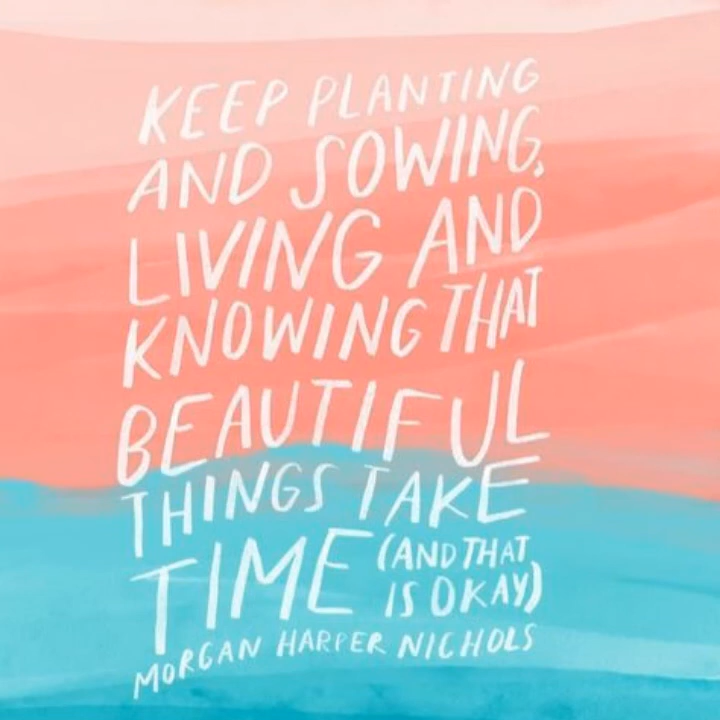 KEEP PLANTING
AND SOWING,
LIVING AND
KNOWING THAT
BEAUTIFUL
THINGS TAKE
TIME (AND THAT
IS OKAY)
MORGAN HARPER NICHOLS